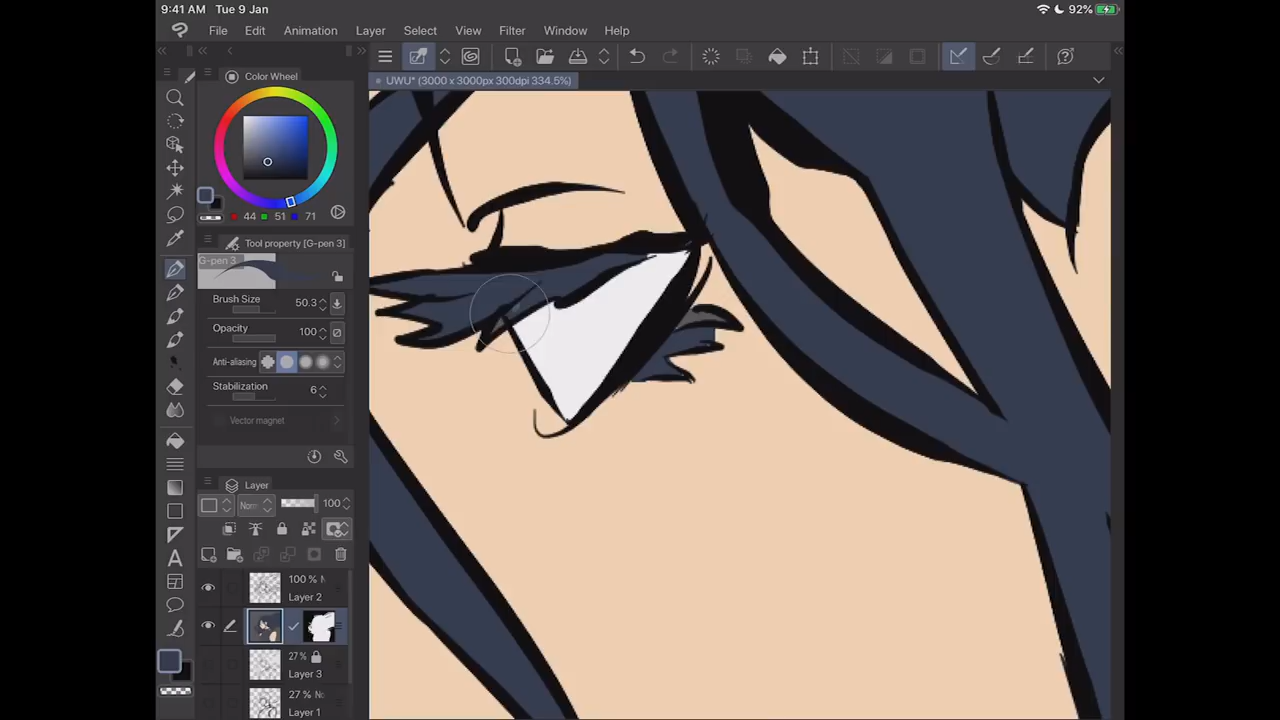 9:41 AM Tue 9 Jan
92%
File Edit Animation Layer Select View Filter Window Help
UWU* (3000 x 3000px 300dpi 334.5%)
Color Wheel
44 51 71
Tool property [G-pen 3]
G-pen 3
Brush Size 50.3
Opacity 100
Anti-aliasing
Stabilization 6
Vector magnet
Layer
Norm 100
100 % N
Layer 2
27%
Layer 3
27 % No
Layer 1
A